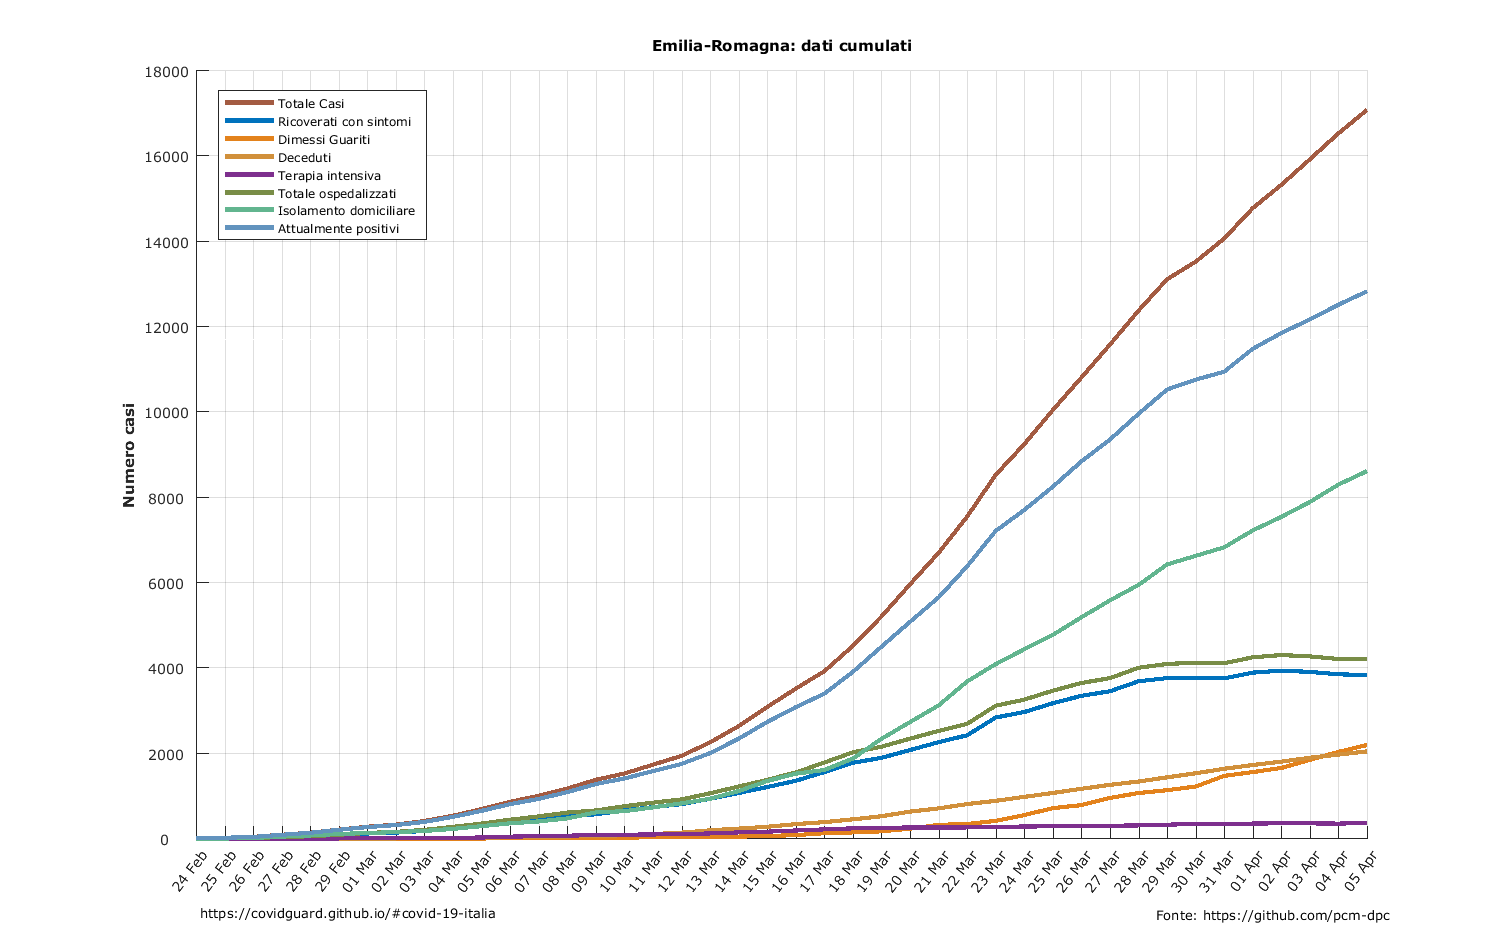 Emilia-Romagna: dati cumulati
18000
16000
14000
12000
10000
8000
6000
4000
2000
0
Numero casi
Totale Casi
Ricoverati con sintomi
Dimessi Guariti
Deceduti
Terapia intensiva
Totale ospedalizzati
Isolamento domiciliare
Attualmente positivi
24 Feb
25 Feb
26 Feb
27 Feb
28 Feb
29 Feb
01 Mar
02 Mar
03 Mar
04 Mar
05 Mar
06 Mar
07 Mar
08 Mar
09 Mar
10 Mar
11 Mar
12 Mar
13 Mar
14 Mar
15 Mar
16 Mar
17 Mar
18 Mar
19 Mar
20 Mar
21 Mar
22 Mar
23 Mar
24 Mar
25 Mar
26 Mar
27 Mar
28 Mar
29 Mar
30 Mar
31 Mar
01 Apr
02 Apr
03 Apr
04 Apr
05 Apr
https://covidguard.github.io/#covid-19-italia
Fonte: https://github.com/pcm-dpc